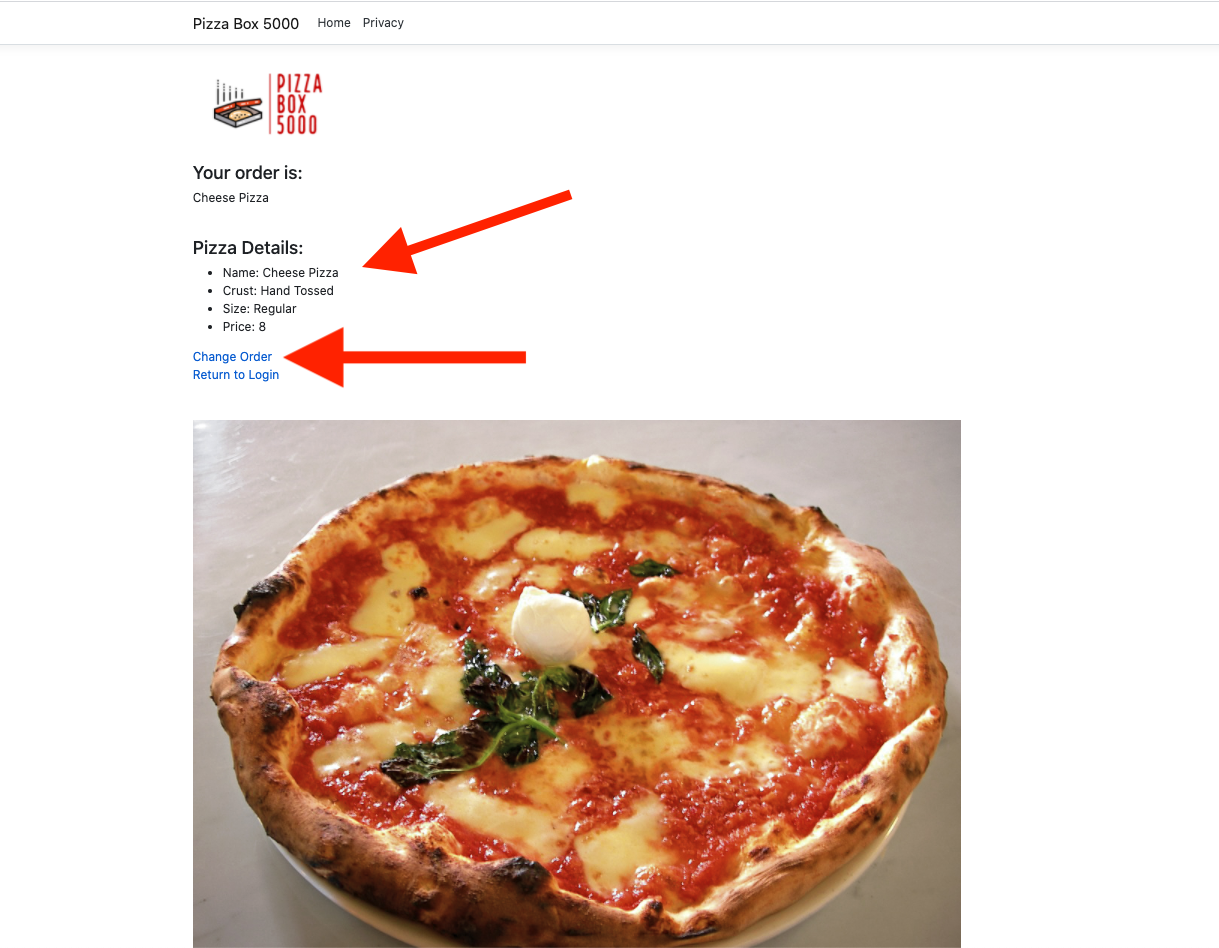 Pizza Box 5000 Home Privacy
PIZZA
BOX
5000
Your order is:
Cheese Pizza
Pizza Details:
Name: Cheese Pizza
Crust: Hand Tossed
Size: Regular
Price: 8
Change Order
Return to Login